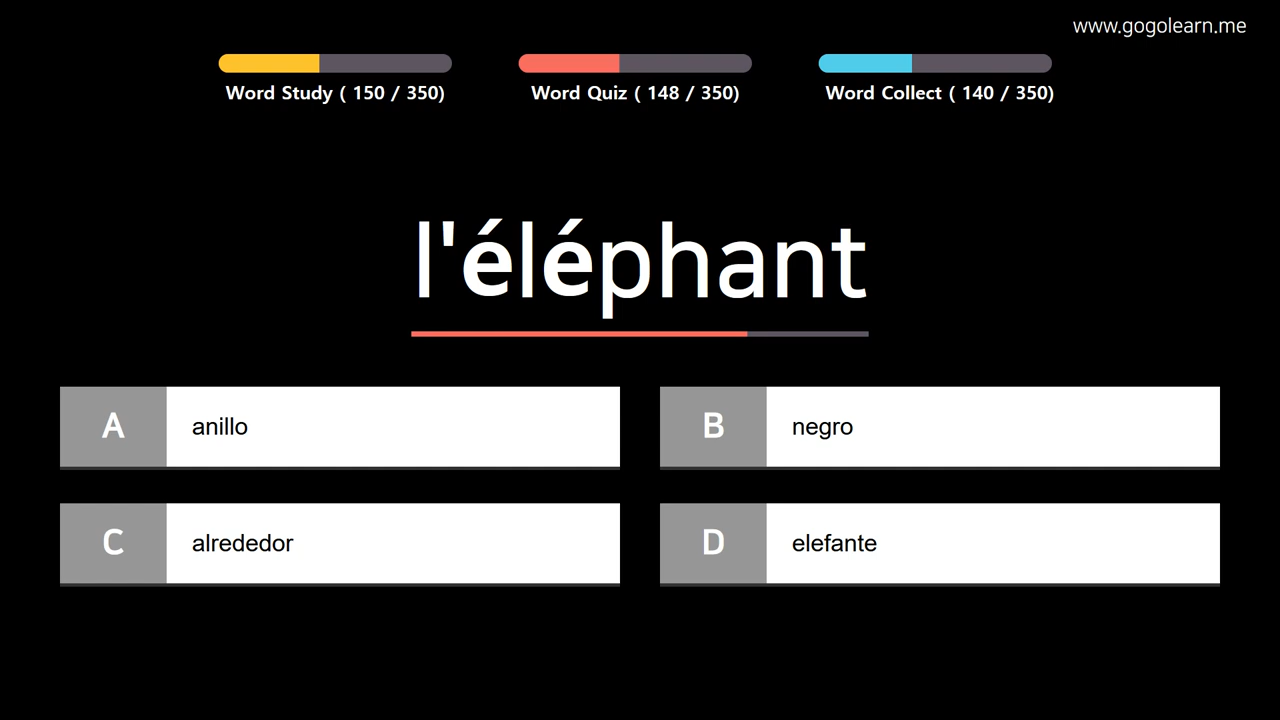 www.gogolearn.me
Word Study ( 150 / 350)
Word Quiz ( 148 / 350)
Word Collect ( 140 / 350)
l'éléphant
A anillo
B negro
C alrededor
D elefante